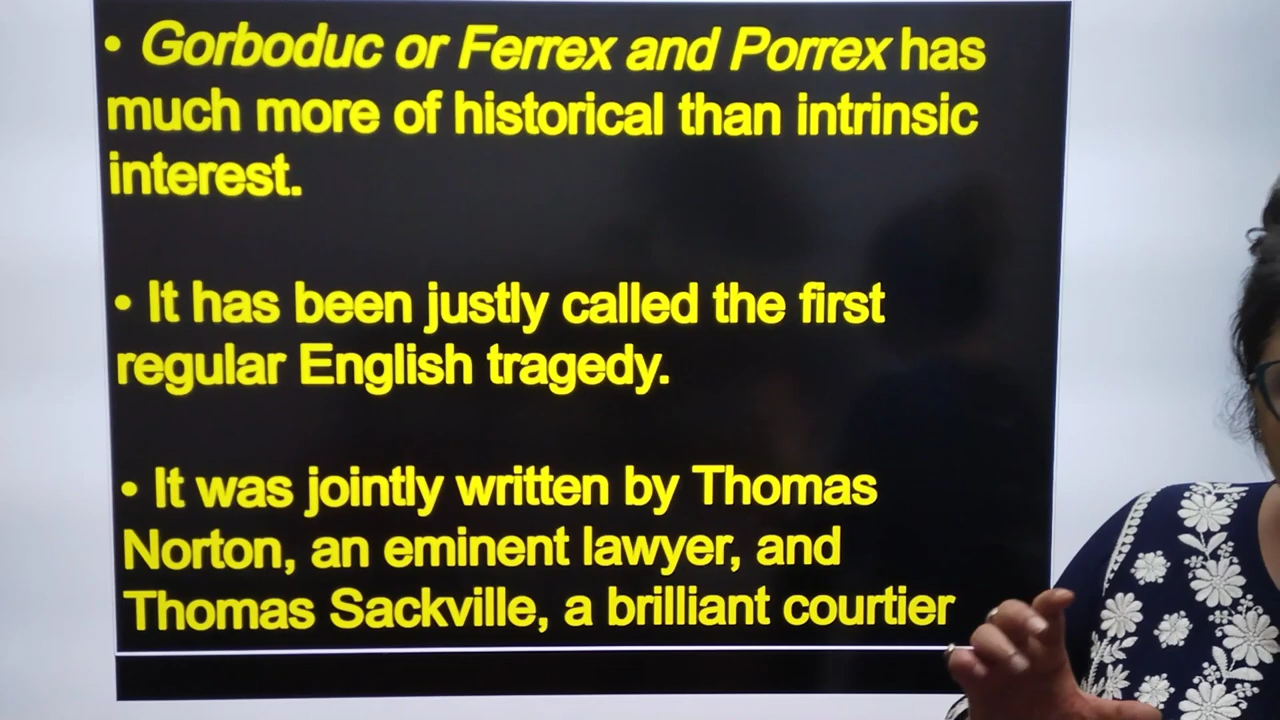 • Gorboduc or Ferrex and Porrex has
much more of historical than intrinsic
interest.
• It has been justly called the first
regular English tragedy.
• It was jointly written by Thomas
Norton, an eminent lawyer, and
Thomas Sackville, a brilliant courtier